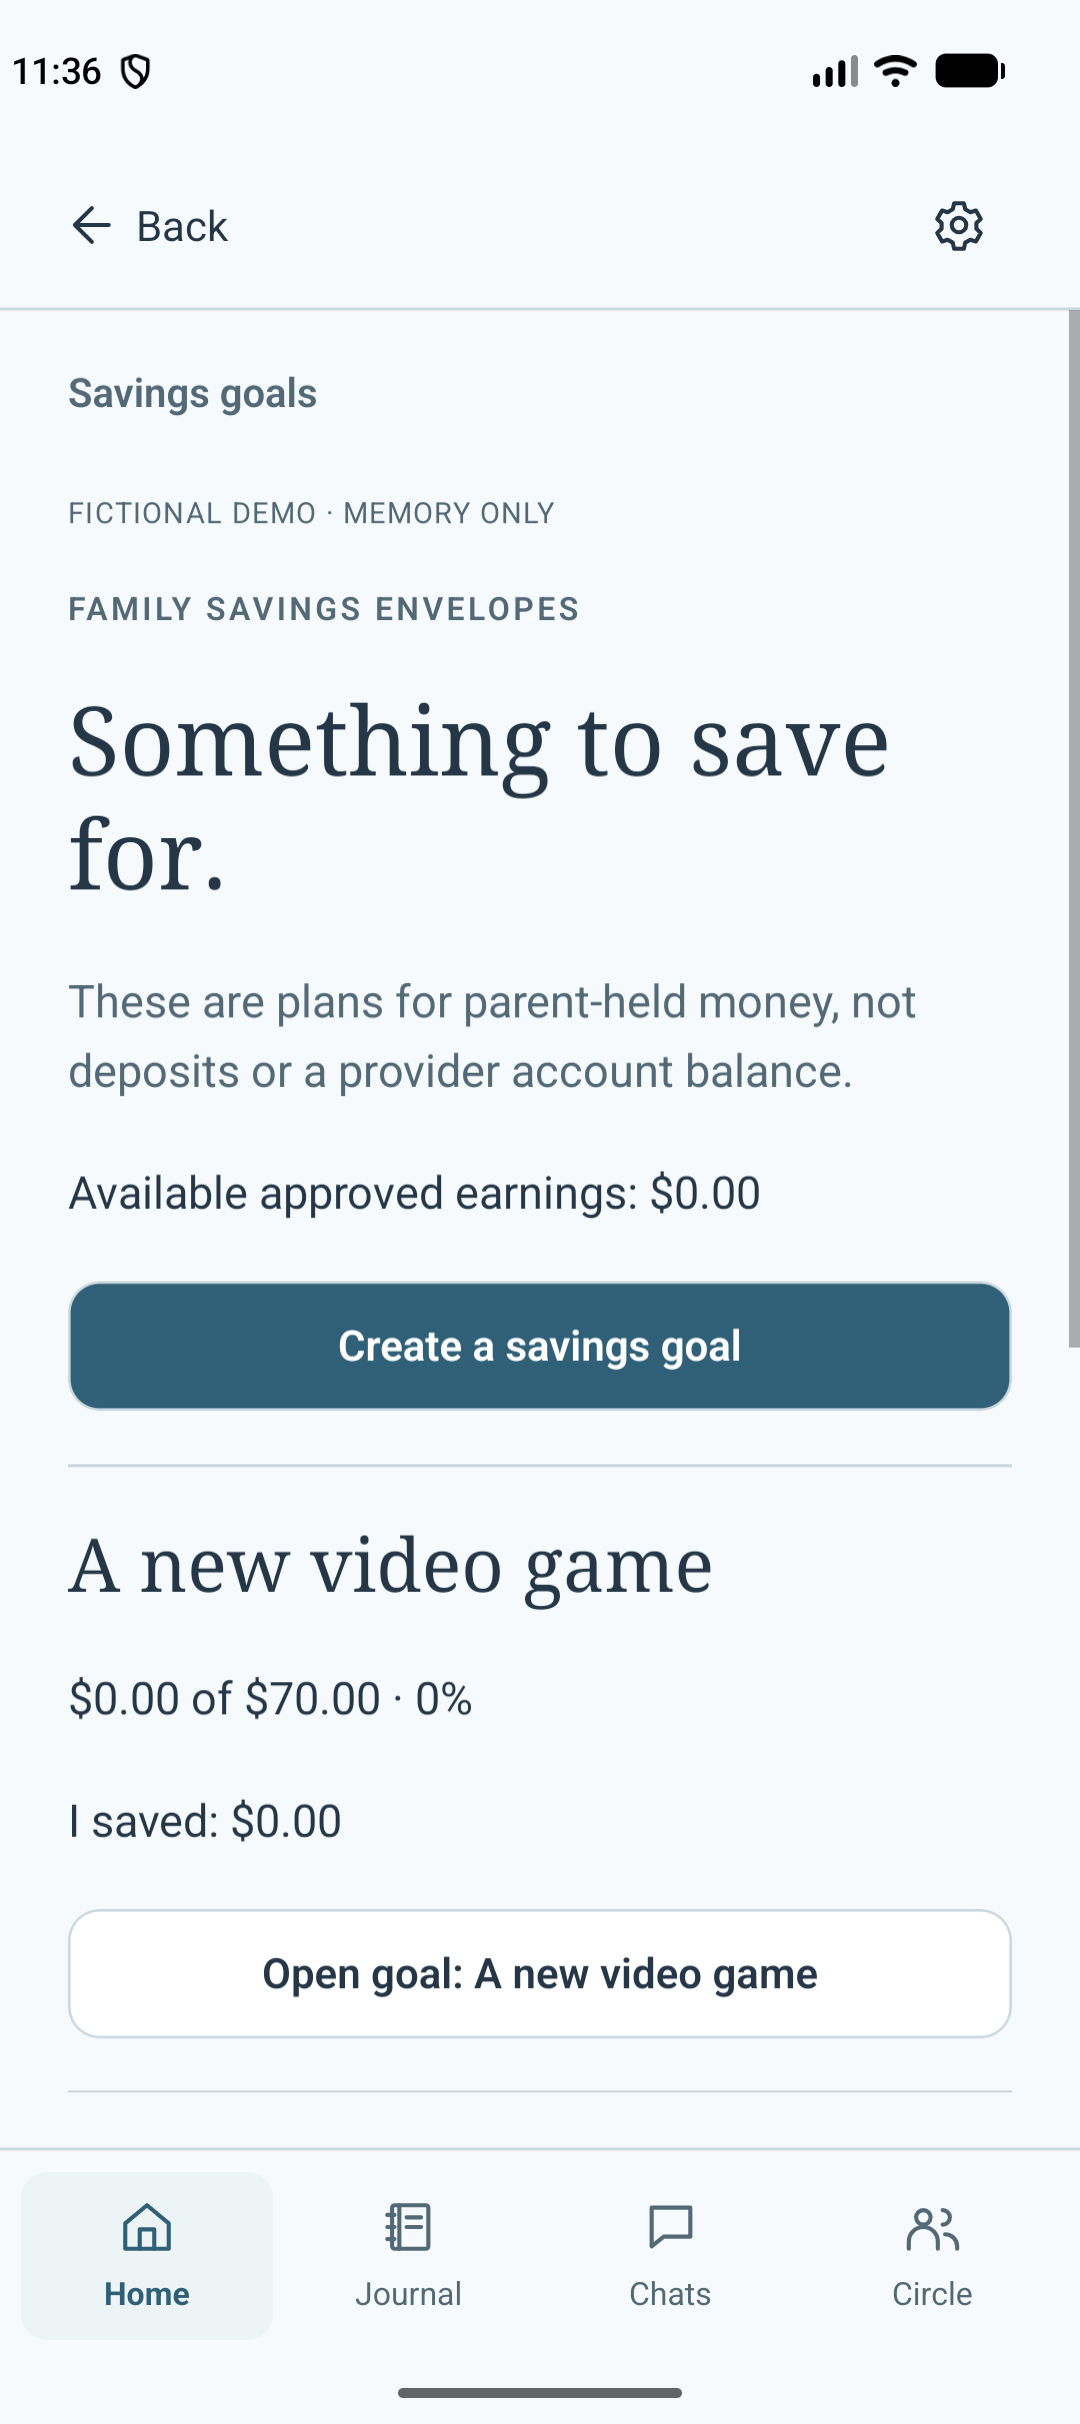 11:36
Back
Savings goals
FICTIONAL DEMO · MEMORY ONLY
FAMILY SAVINGS ENVELOPES
Something to save
for.
These are plans for parent-held money, not
deposits or a provider account balance.
Available approved earnings: $0.00
Create a savings goal
A new video game
$0.00 of $70.00 · 0%
I saved: $0.00
Open goal: A new video game
Home
Journal
Chats
Circle